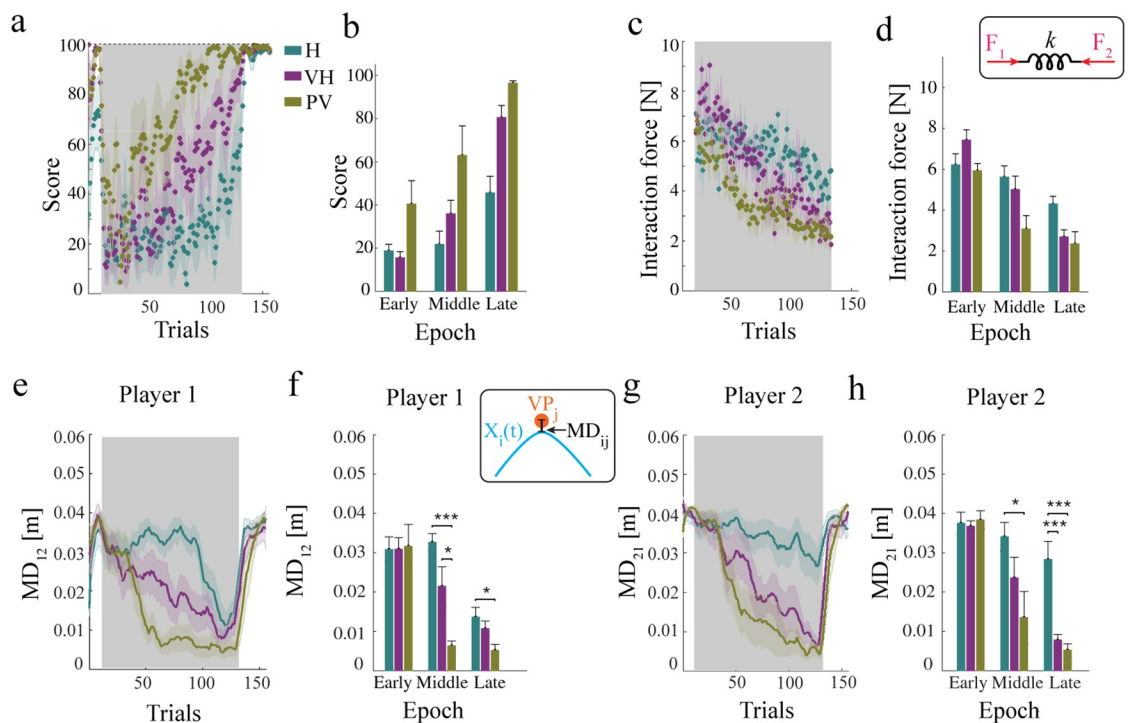 a
Score
100
80
60
40
20
0
50
100
150
Trials
H
VH
PV
b
Score
100
80
60
40
20
0
Early
Middle
Late
Epoch
c
Interaction force [N]
10
8
6
4
2
0
50
100
150
Trials
d
F1
k
F2
Interaction force [N]
10
8
6
4
2
0
Early
Middle
Late
Epoch
e
Player 1
MD12 [m]
0.06
0.05
0.04
0.03
0.02
0.01
0
50
100
150
Trials
f
Player 1
VPj
Xi(t)
MDij
MD12 [m]
0.06
0.05
0.04
0.03
0.02
0.01
0
***
*
*
Early
Middle
Late
Epoch
g
Player 2
MD21 [m]
0.06
0.05
0.04
0.03
0.02
0.01
0
50
100
150
Trials
h
Player 2
MD21 [m]
0.06
0.05
0.04
0.03
0.02
0.01
0
*
***
***
Early
Middle
Late
Epoch